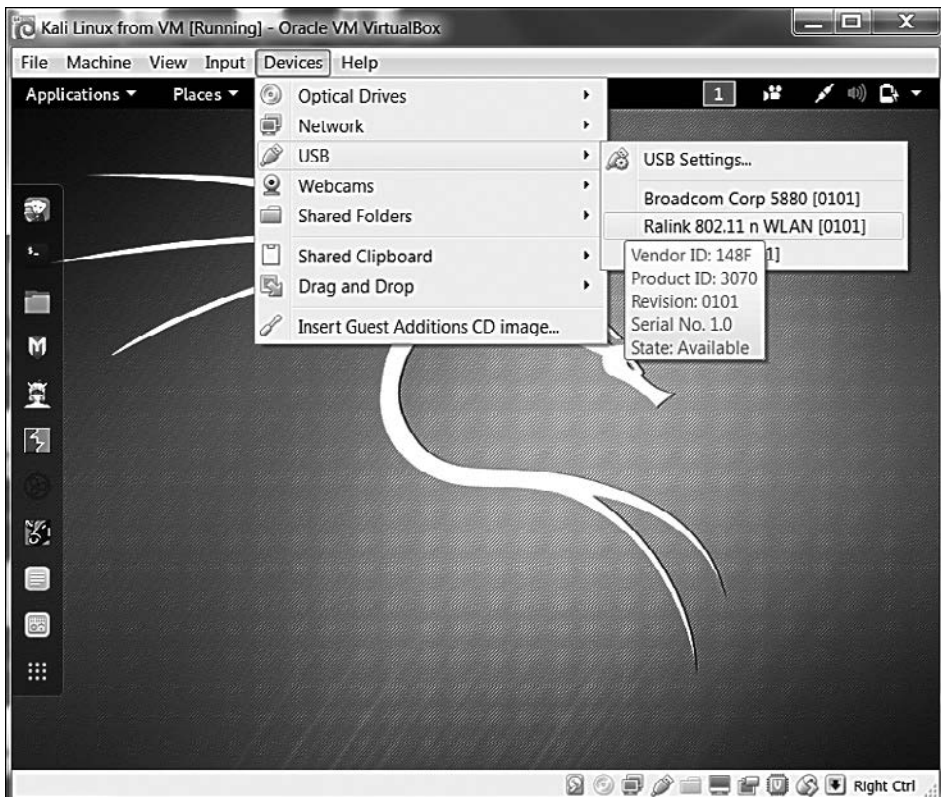 Kali Linux from VM [Running] - Oracle VM VirtualBox
File Machine View Input Devices Help
Applications Places 1
Optical Drives
Network
USB
Webcams
Shared Folders
Shared Clipboard
Drag and Drop
Insert Guest Additions CD image...
USB Settings...
Broadcom Corp 5880 [0101]
Ralink 802.11 n WLAN [0101]
1]
Vendor ID: 148F
Product ID: 3070
Revision: 0101
Serial No. 1.0
State: Available
Right Ctrl